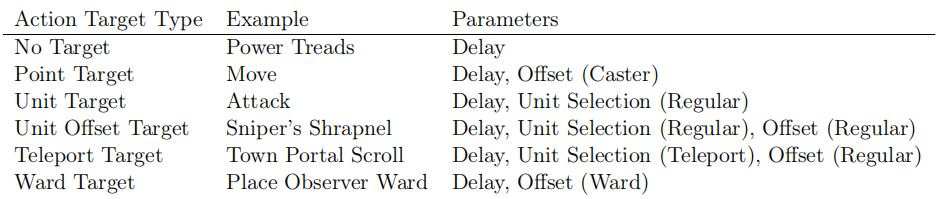 Action Target Type Example Parameters
No Target Power Treads Delay
Point Target Move Delay, Offset (Caster)
Unit Target Attack Delay, Unit Selection (Regular)
Unit Offset Target Sniper's Shrapnel Delay, Unit Selection (Regular), Offset (Regular)
Teleport Target Town Portal Scroll Delay, Unit Selection (Teleport), Offset (Regular)
Ward Target Place Observer Ward Delay, Offset (Ward)